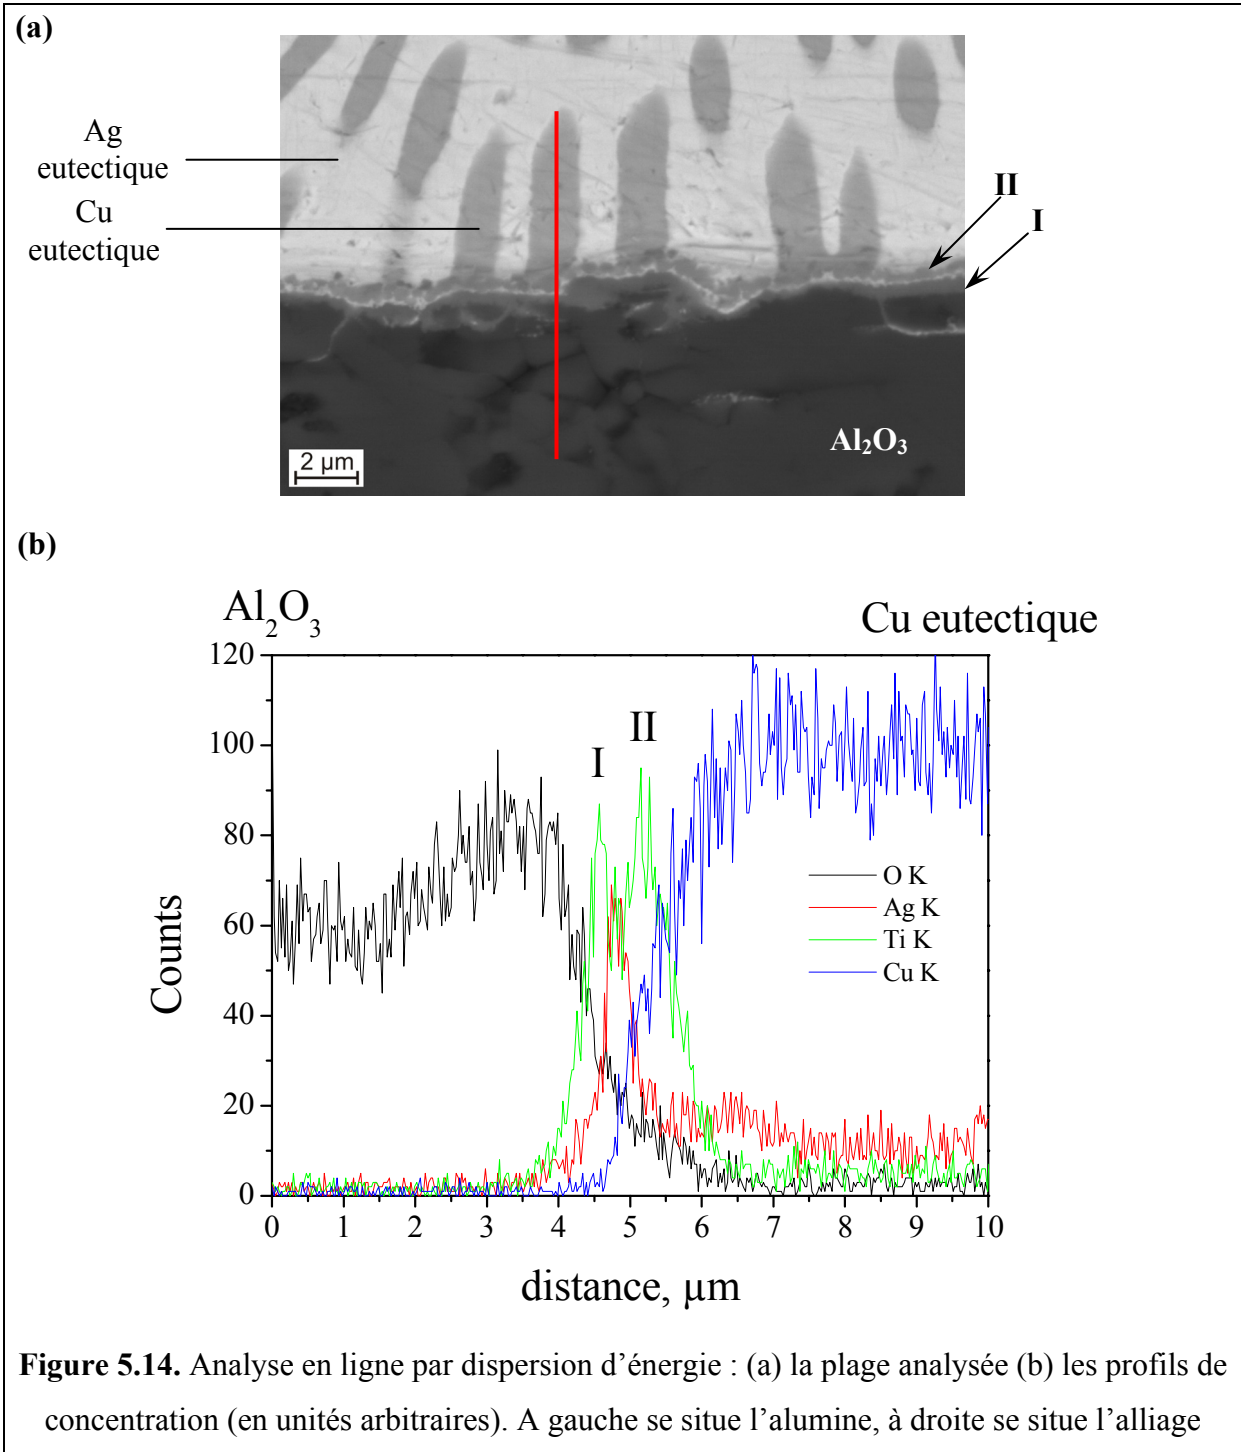 (a)
Ag
eutectique
Cu
eutectique
II
I
Al₂O₃
2 µm
(b)
Al₂O₃
Cu eutectique
120
100
80
60
40
20
0
I
II
O K
Ag K
Ti K
Cu K
Counts
0 1 2 3 4 5 6 7 8 9 10
distance, µm
Figure 5.14. Analyse en ligne par dispersion d’énergie : (a) la plage analysée (b) les profils de
concentration (en unités arbitraires). A gauche se situe l’alumine, à droite se situe l’alliage